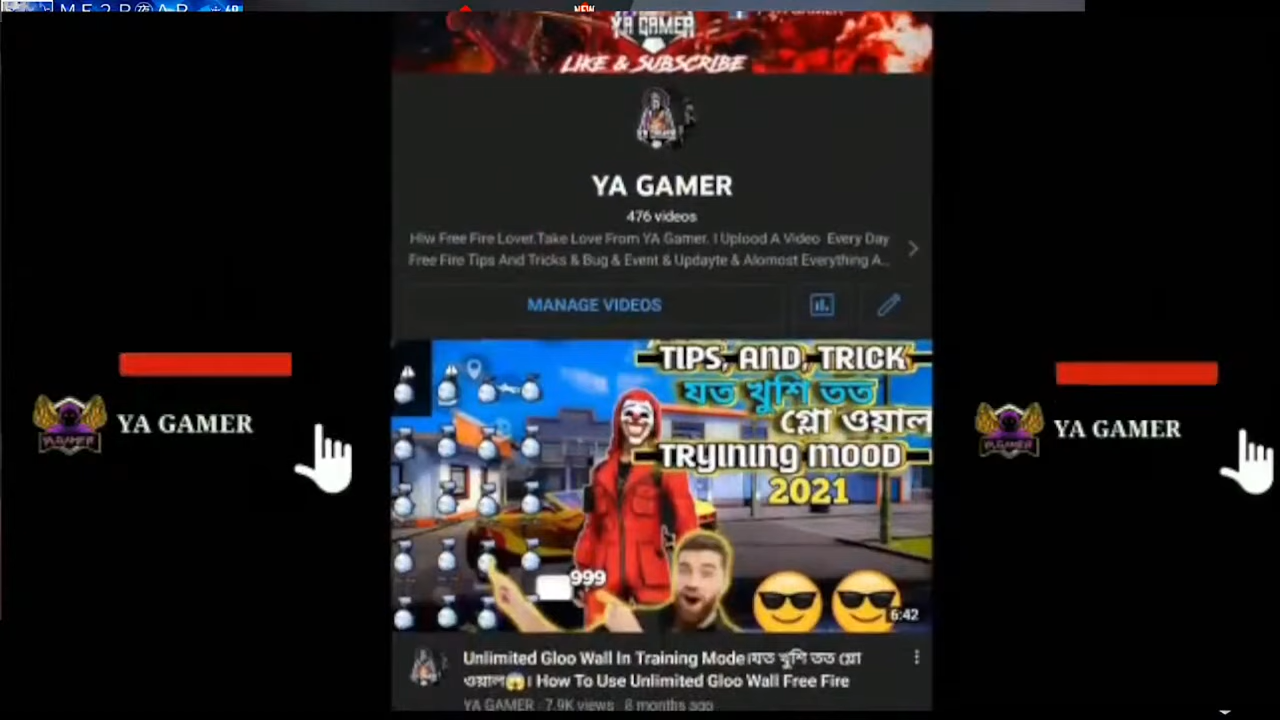 NEW
YA GAMER
LIKE & SUBSCRIBE
YA GAMER
476 videos
Hiw Free Fire Lover.Take Love From YA Gamer. I Uplood A Video Every Day
Free Fire Tips And Tricks & Bug & Event & Updayte & Alomost Everything A...
MANAGE VIDEOS
TIPS, AND, TRICK
যত খুশি তত
গ্লো ওয়াল
TRYINING MOOD
2021
999
6:42
YA GAMER
YA GAMER
Unlimited Gloo Wall In Training Mode।যত খুশি তত গ্লো
ওয়াল😱। How To Use Unlimited Gloo Wall Free Fire
YA GAMER · 7.9K views · 8 months ago